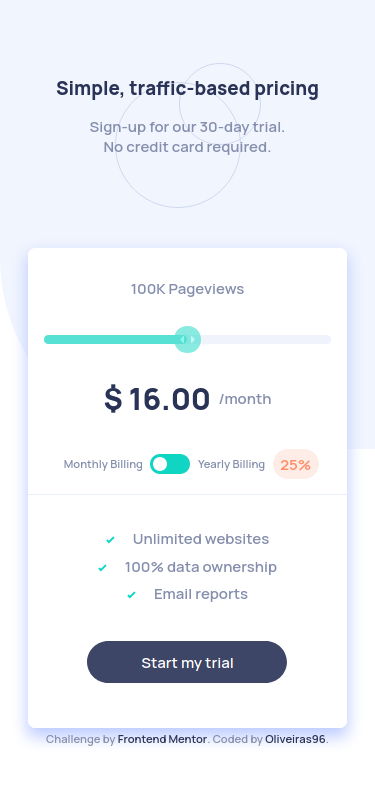 Simple, traffic-based pricing
Sign-up for our 30-day trial.
No credit card required.
100K Pageviews
$ 16.00 /month
Monthly Billing Yearly Billing 25%
Unlimited websites
100% data ownership
Email reports
Start my trial
Challenge by Frontend Mentor. Coded by Oliveiras96.